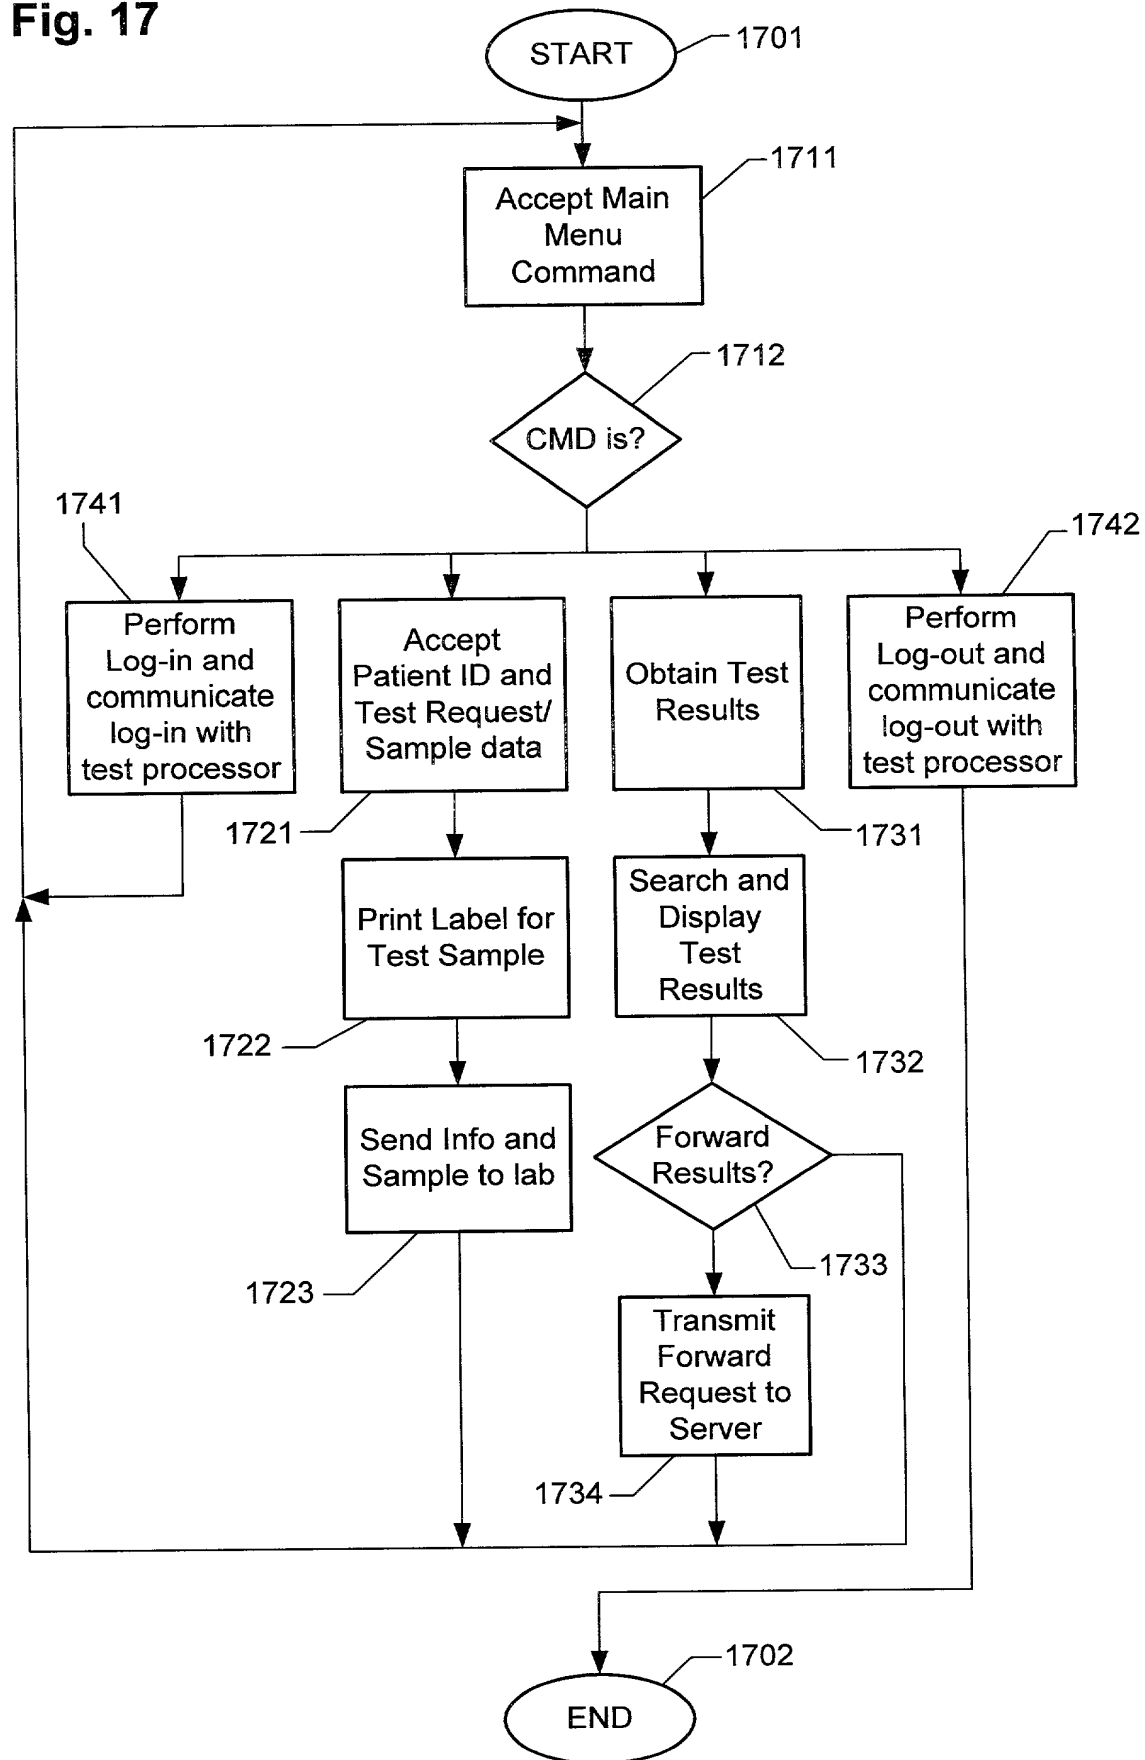 Fig. 17
START
1701
1711
Accept Main
Menu
Command
1712
CMD is?
1741
1742
Perform
Log-in and
communicate
log-in with
test processor
Accept
Patient ID and
Test Request/
Sample data
Obtain Test
Results
Perform
Log-out and
communicate
log-out with
test processor
1721
1731
Print Label for
Test Sample
Search and
Display
Test
Results
1722
1732
Send Info and
Sample to lab
Forward
Results?
1723
1733
Transmit
Forward
Request to
Server
1734
1702
END